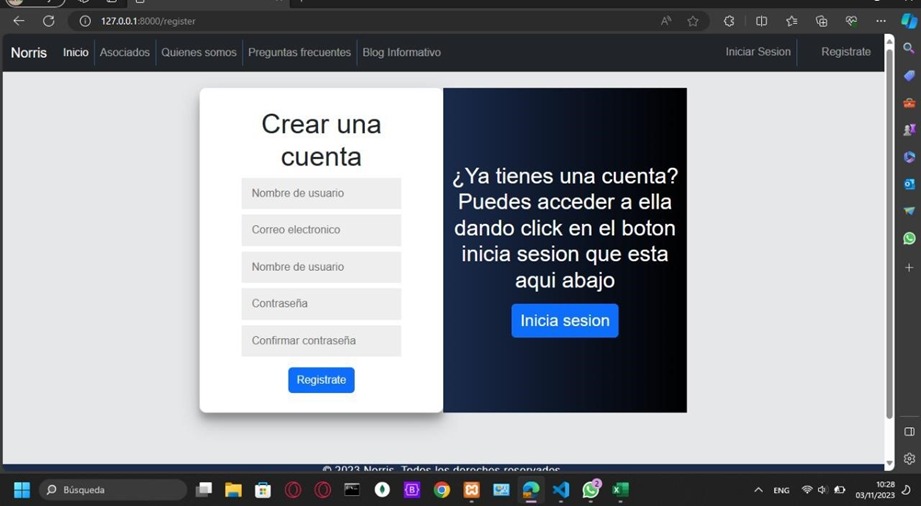 127.0.0.1:8000/register
Norris Inicio Asociados Quienes somos Preguntas frecuentes Blog Informativo Iniciar Sesion Registrate
Crear una
cuenta
Nombre de usuario
Correo electronico
Nombre de usuario
Contraseña
Confirmar contraseña
Registrate
¿Ya tienes una cuenta?
Puedes acceder a ella
dando click en el boton
inicia sesion que esta
aqui abajo
Inicia sesion
© 2023 Norris. Todos los derechos reservados
Búsqueda
2
ENG
10:28
03/11/2023